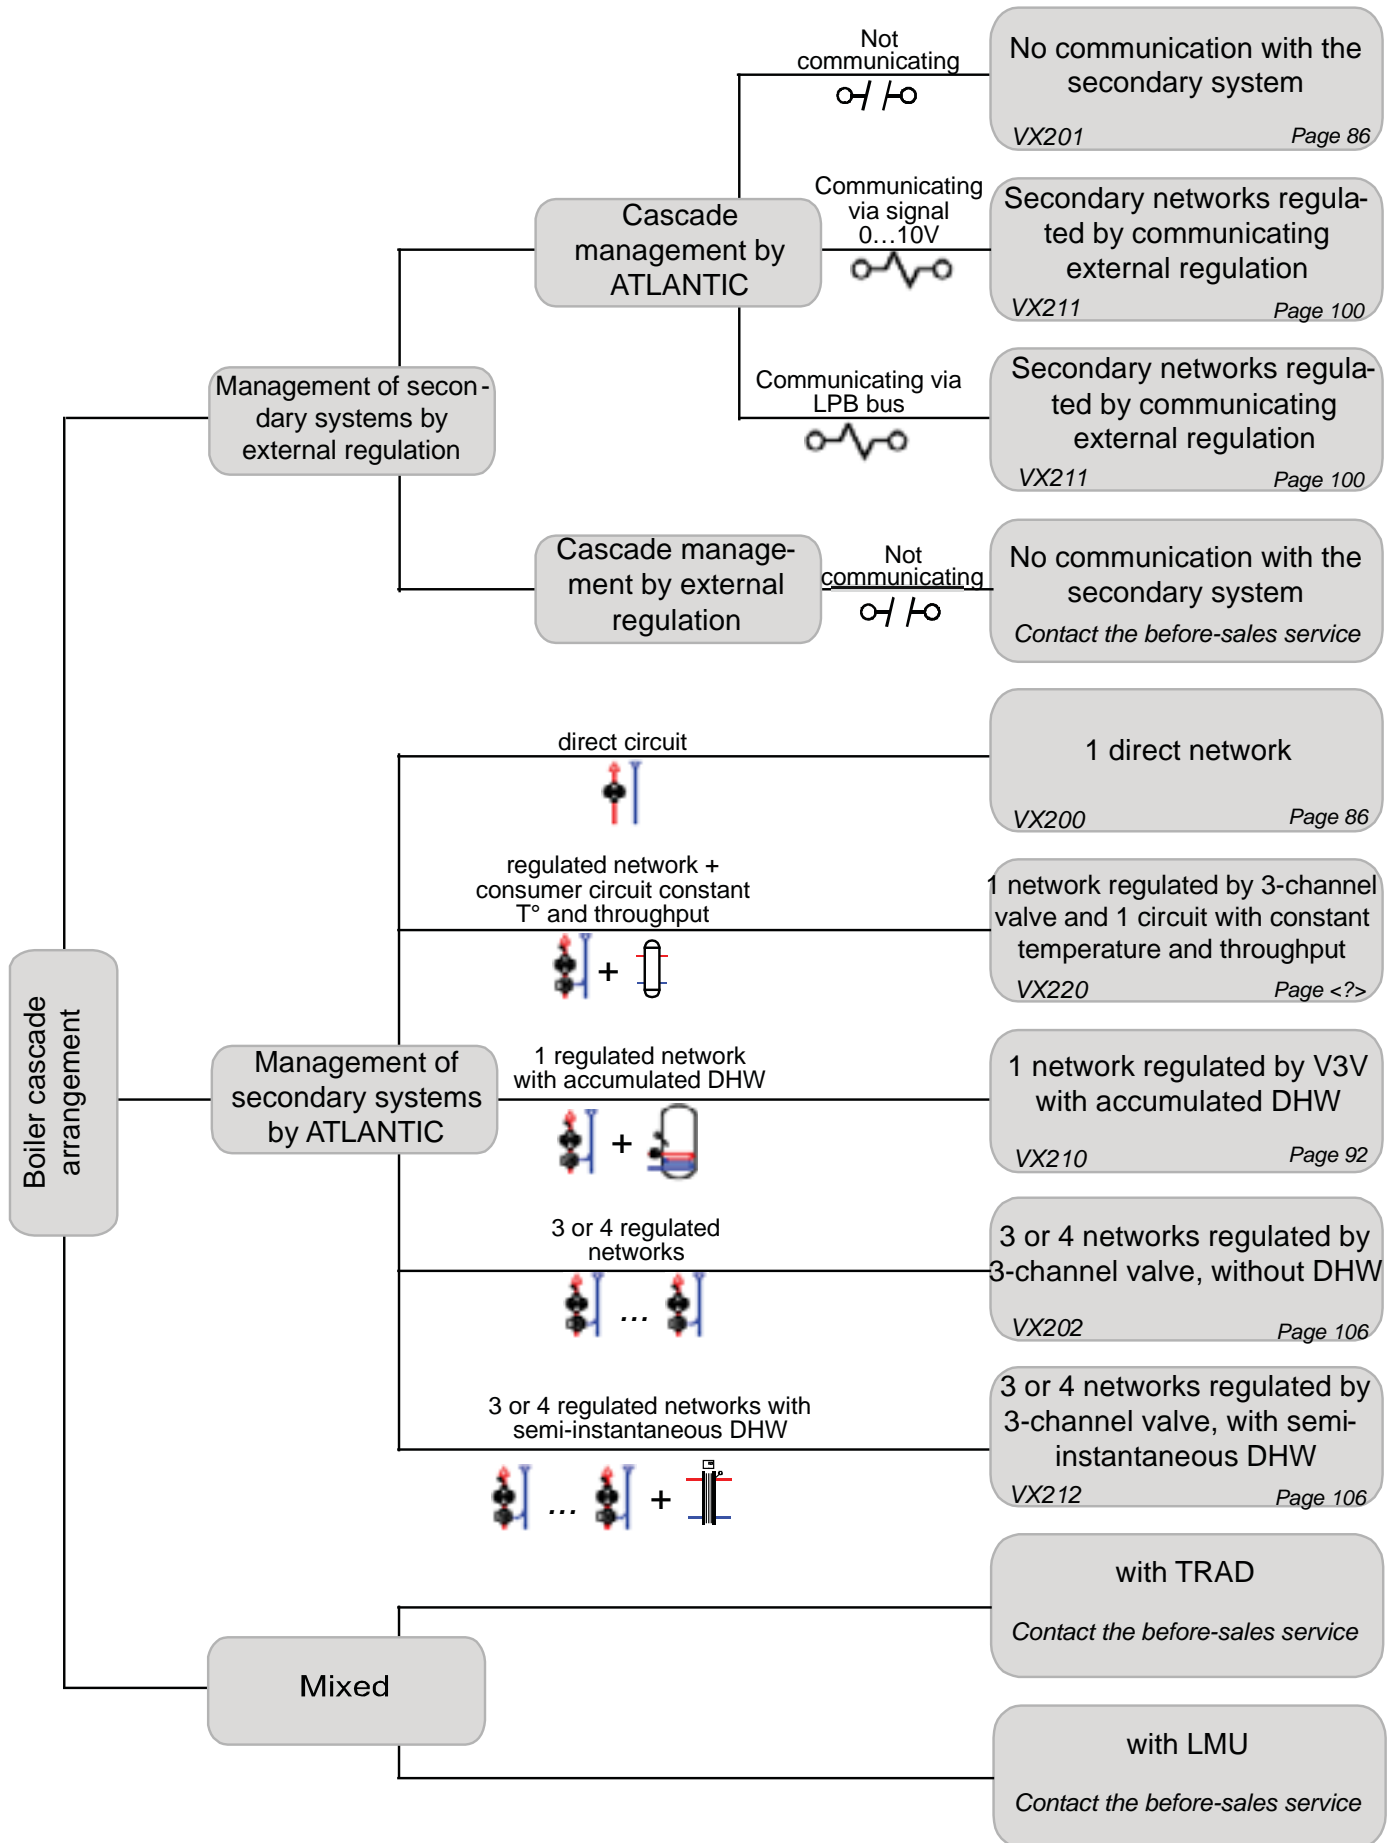 Not
communicating
No communication with the
secondary system
VX201 Page 86
Communicating
via signal
0…10V
Secondary networks regula-
ted by communicating
external regulation
VX211 Page 100
Cascade
management by
ATLANTIC
Communicating via
LPB bus
Secondary networks regula-
ted by communicating
external regulation
VX211 Page 100
Management of secon-
dary systems by
external regulation
Cascade manage-
ment by external
regulation
Not
communicating
No communication with the
secondary system
Contact the before-sales service
direct circuit
1 direct network
VX200 Page 86
regulated network +
consumer circuit constant
T° and throughput
+
1 network regulated by 3-channel
valve and 1 circuit with constant
temperature and throughput
VX220 Page <?>
Boiler cascade
arrangement
Management of
secondary systems
by ATLANTIC
1 regulated network
with accumulated DHW
+
1 network regulated by V3V
with accumulated DHW
VX210 Page 92
3 or 4 regulated
networks
...
3 or 4 networks regulated by
3-channel valve, without DHW
VX202 Page 106
3 or 4 regulated networks with
semi-instantaneous DHW
... +
3 or 4 networks regulated by
3-channel valve, with semi-
instantaneous DHW
VX212 Page 106
Mixed
with TRAD
Contact the before-sales service
with LMU
Contact the before-sales service